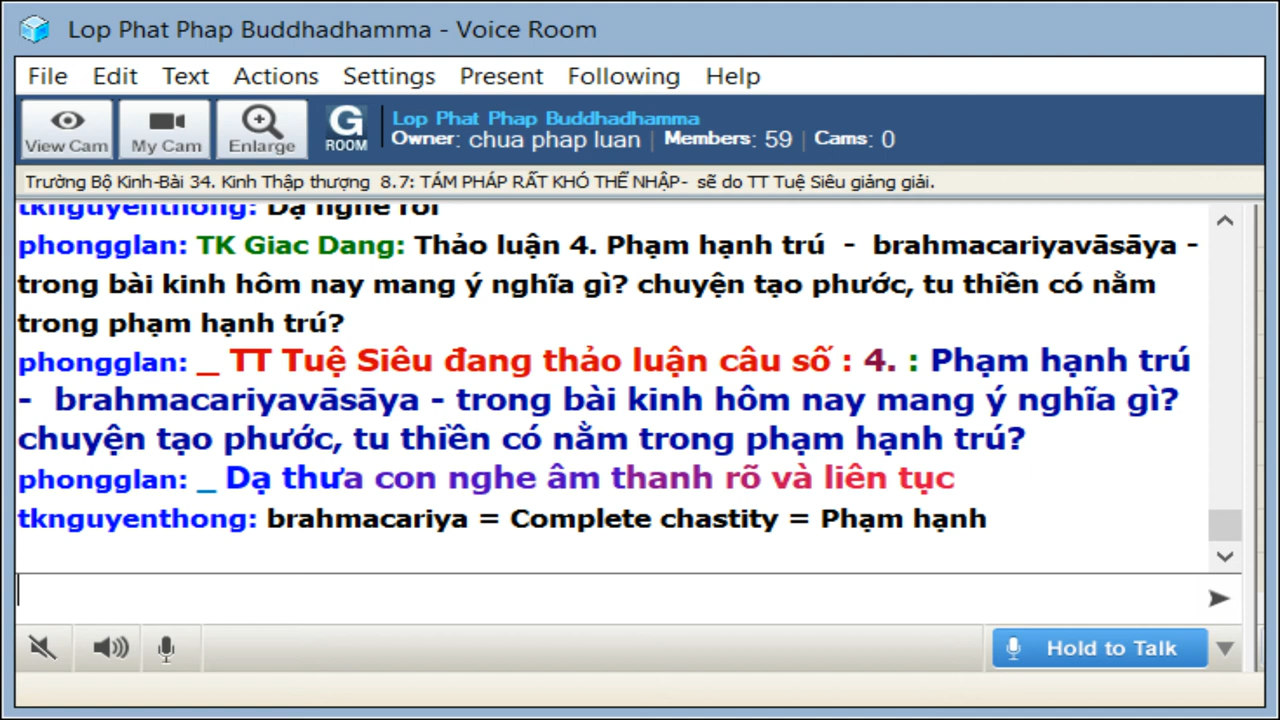 Lop Phat Phap Buddhadhamma - Voice Room
File Edit Text Actions Settings Present Following Help
View Cam My Cam Enlarge G ROOM
Lop Phat Phap Buddhadhamma
Owner: chua phap luan | Members: 59 | Cams: 0
Trường Bộ Kinh-Bài 34. Kinh Thập thượng 8.7: TÁM PHÁP RẤT KHÓ THỂ NHẬP- sẽ do TT Tuệ Siêu giảng giải.
tknguyenthong: Dạ nghe rồi
phongglan: TK Giac Dang: Thảo luận 4. Phạm hạnh trú - brahmacariyavāsāya -
trong bài kinh hôm nay mang ý nghĩa gì? chuyện tạo phước, tu thiền có nằm
trong phạm hạnh trú?
phongglan: _ TT Tuệ Siêu đang thảo luận câu số : 4. : Phạm hạnh trú
- brahmacariyavāsāya - trong bài kinh hôm nay mang ý nghĩa gì?
chuyện tạo phước, tu thiền có nằm trong phạm hạnh trú?
phongglan: _ Dạ thưa con nghe âm thanh rõ và liên tục
tknguyenthong: brahmacariya = Complete chastity = Phạm hạnh
Hold to Talk